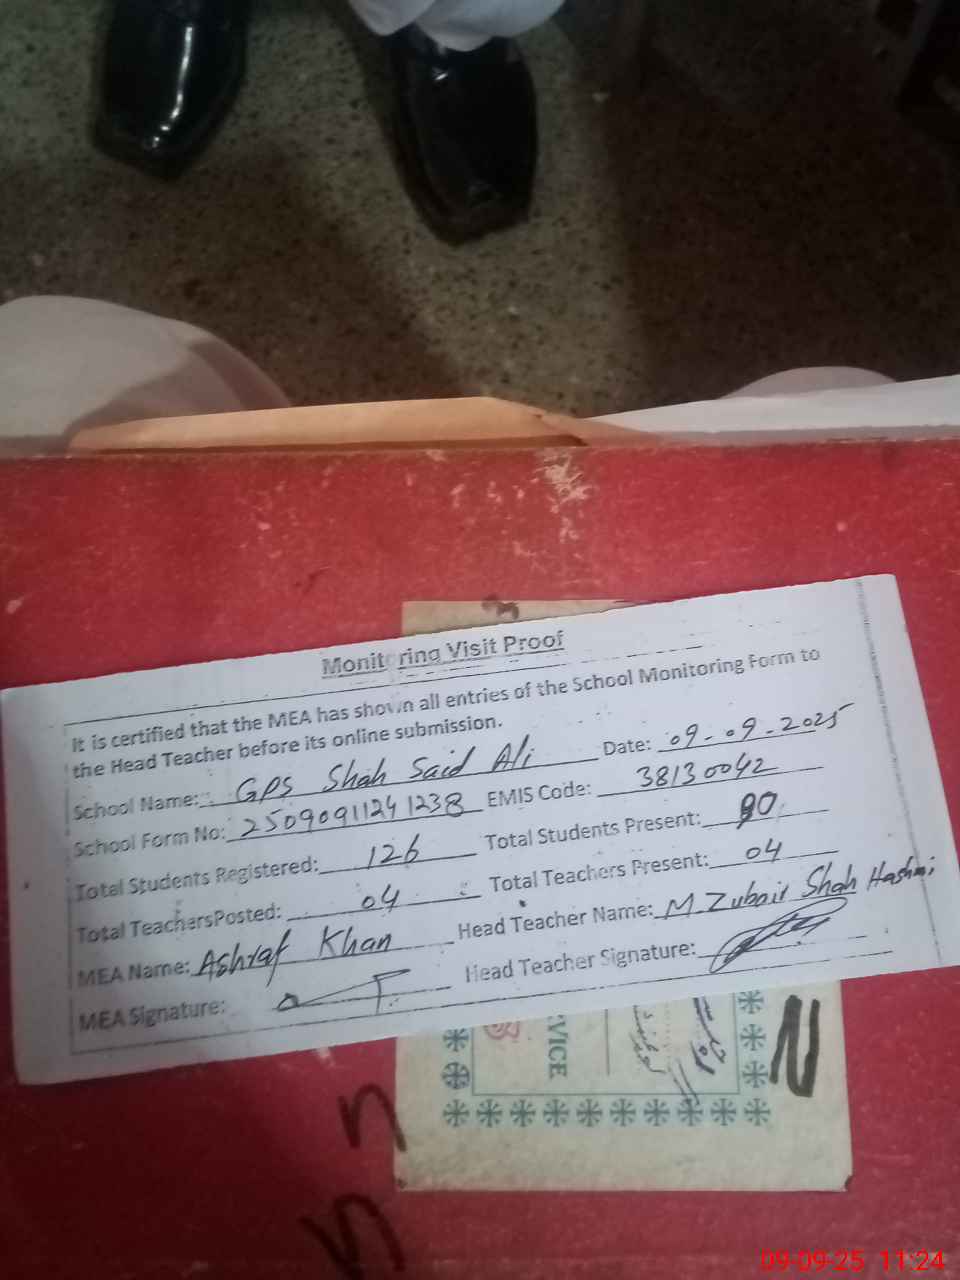 Monitoring Visit Proof
It is certified that the MEA has shown all entries of the School Monitoring Form to
the Head Teacher before its online submission.
School Name: GPS Shah Said Ali Date: 09-09-2025
School Form No: 2509091124 1238 EMIS Code: 38130042
Total Students Registered: 126 Total Students Present: 90
Total TeachersPosted: 04 Total Teachers Present: 04
MEA Name: Ashraf Khan Head Teacher Name: M Zubair Shah Hashmi
MEA Signature: Head Teacher Signature:
VICE
N
09-09-25 11:24